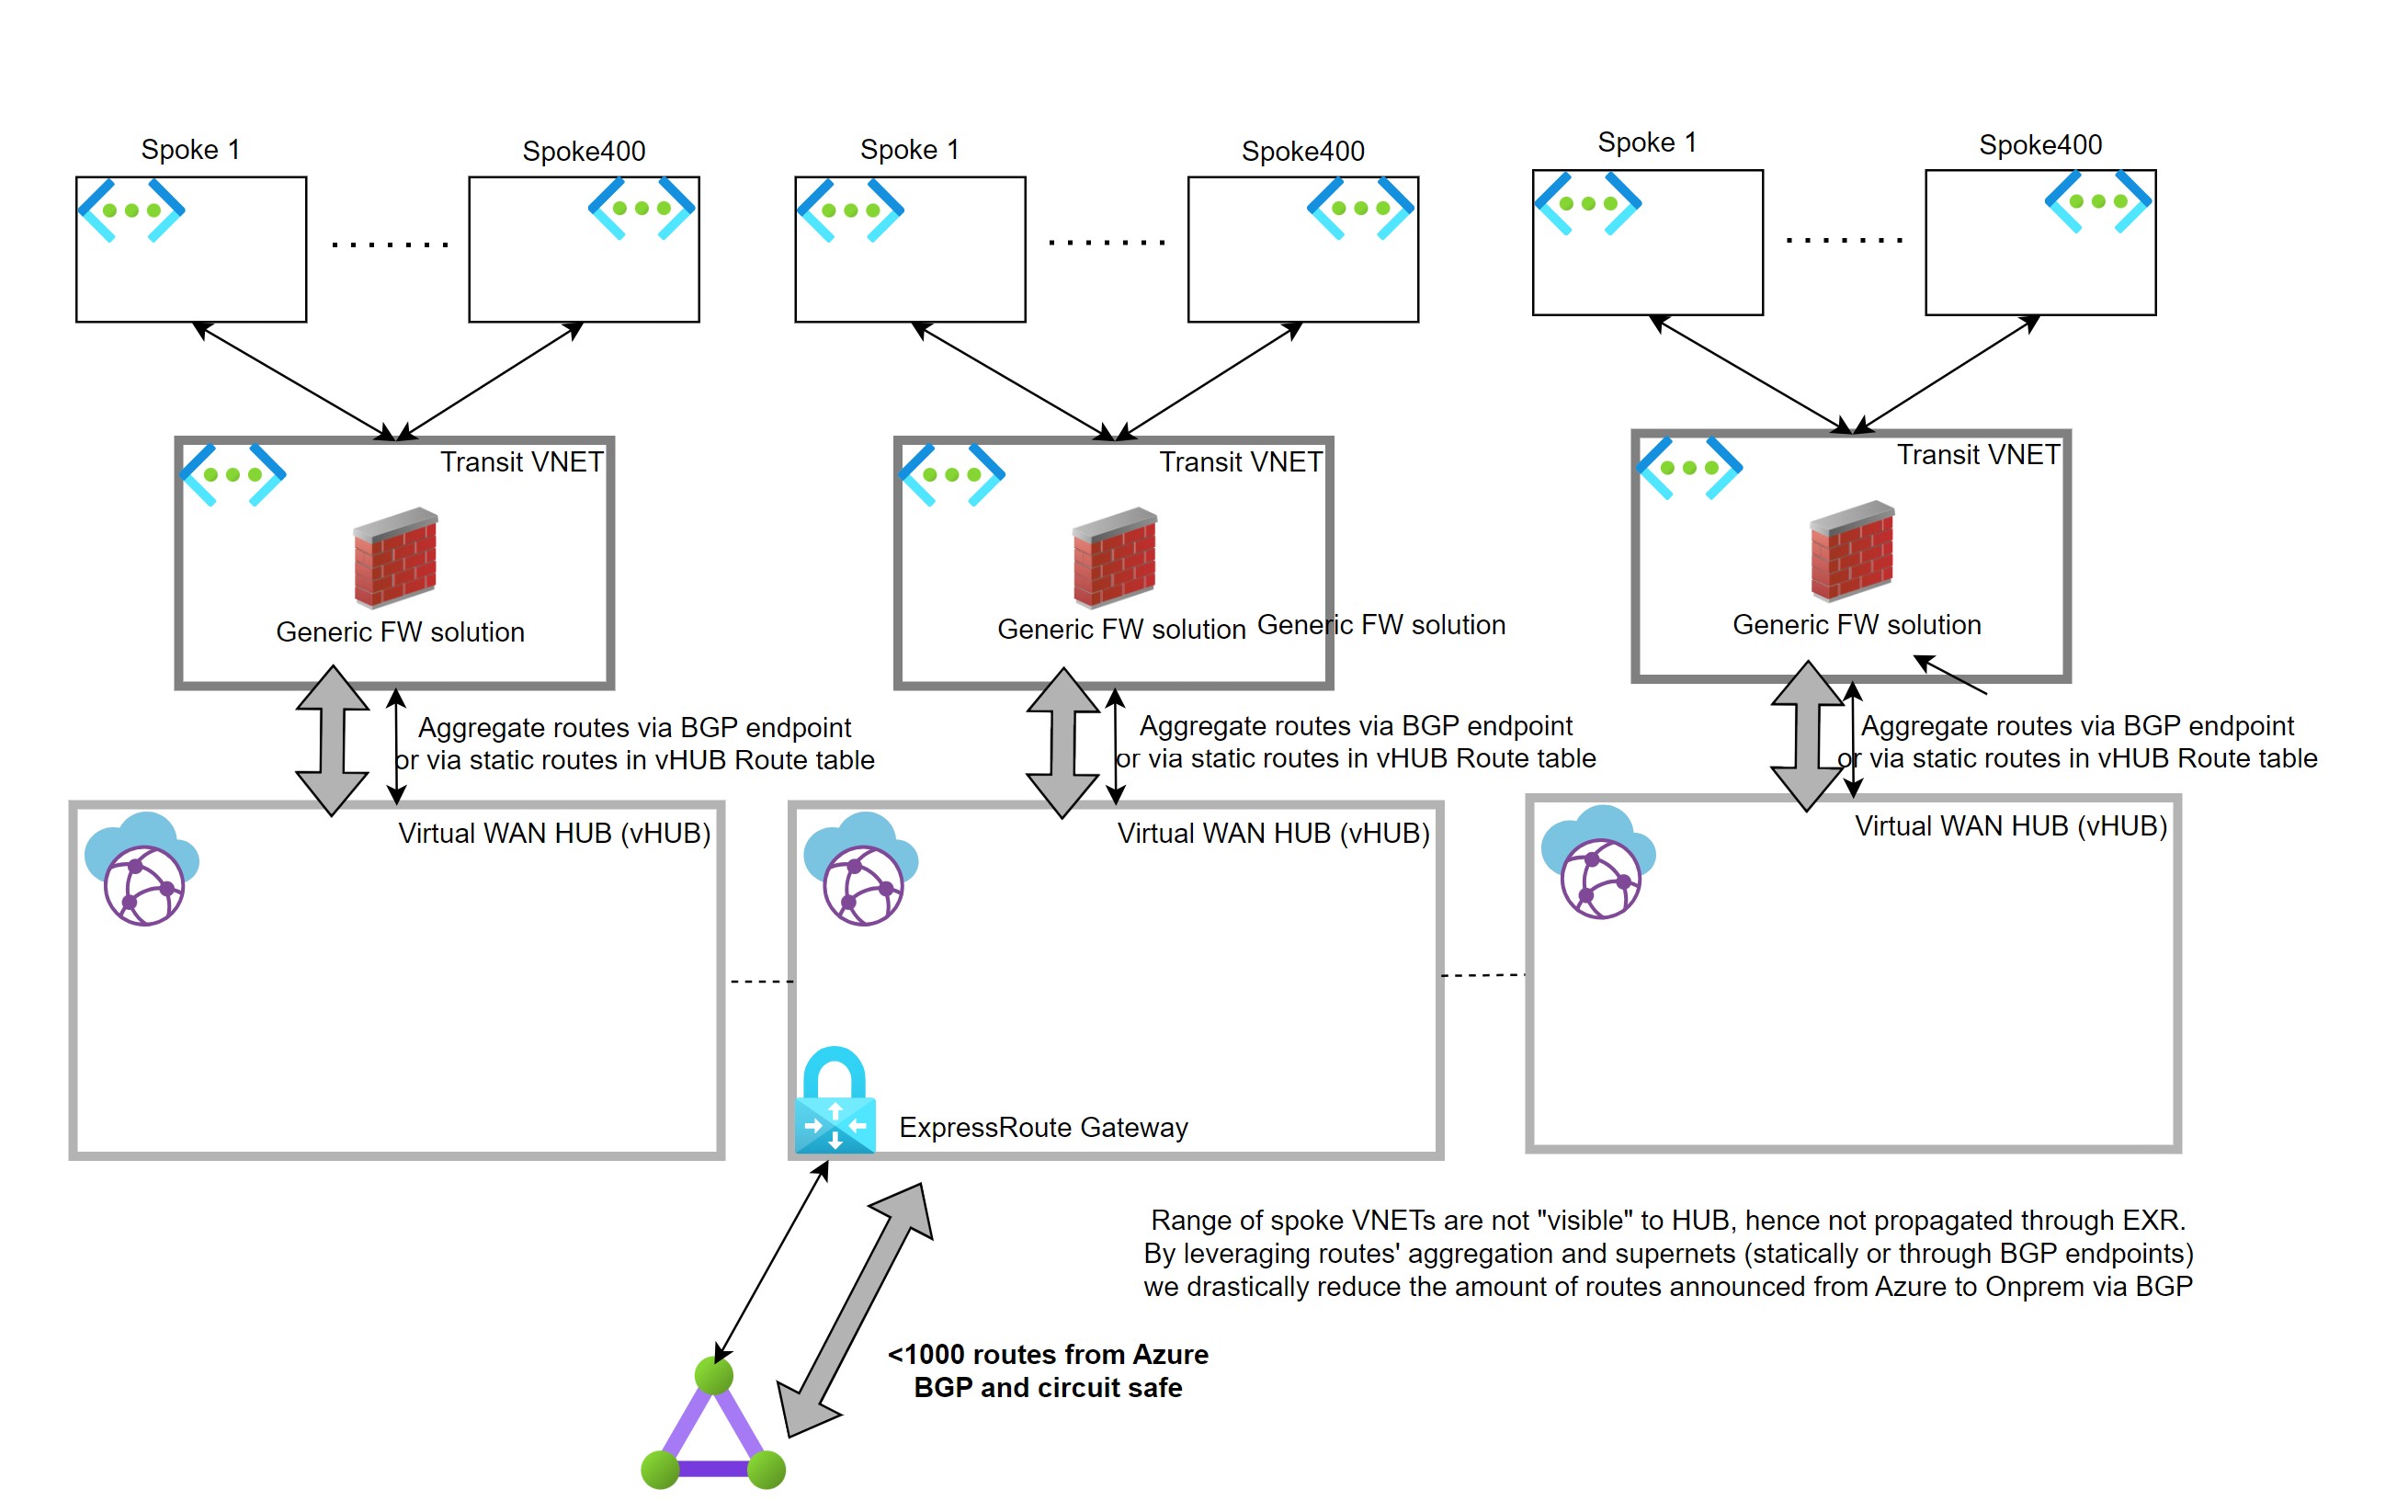 Spoke 1
Spoke400
Spoke 1
Spoke400
Spoke 1
Spoke400
Transit VNET
Transit VNET
Transit VNET
Generic FW solution
Generic FW solution
Generic FW solution
Generic FW solution
Aggregate routes via BGP endpoint
or via static routes in vHUB Route table
Aggregate routes via BGP endpoint
or via static routes in vHUB Route table
Aggregate routes via BGP endpoint
or via static routes in vHUB Route table
Virtual WAN HUB (vHUB)
Virtual WAN HUB (vHUB)
Virtual WAN HUB (vHUB)
ExpressRoute Gateway
Range of spoke VNETs are not "visible" to HUB, hence not propagated through EXR.
By leveraging routes' aggregation and supernets (statically or through BGP endpoints)
we drastically reduce the amount of routes announced from Azure to Onprem via BGP
<1000 routes from Azure
BGP and circuit safe